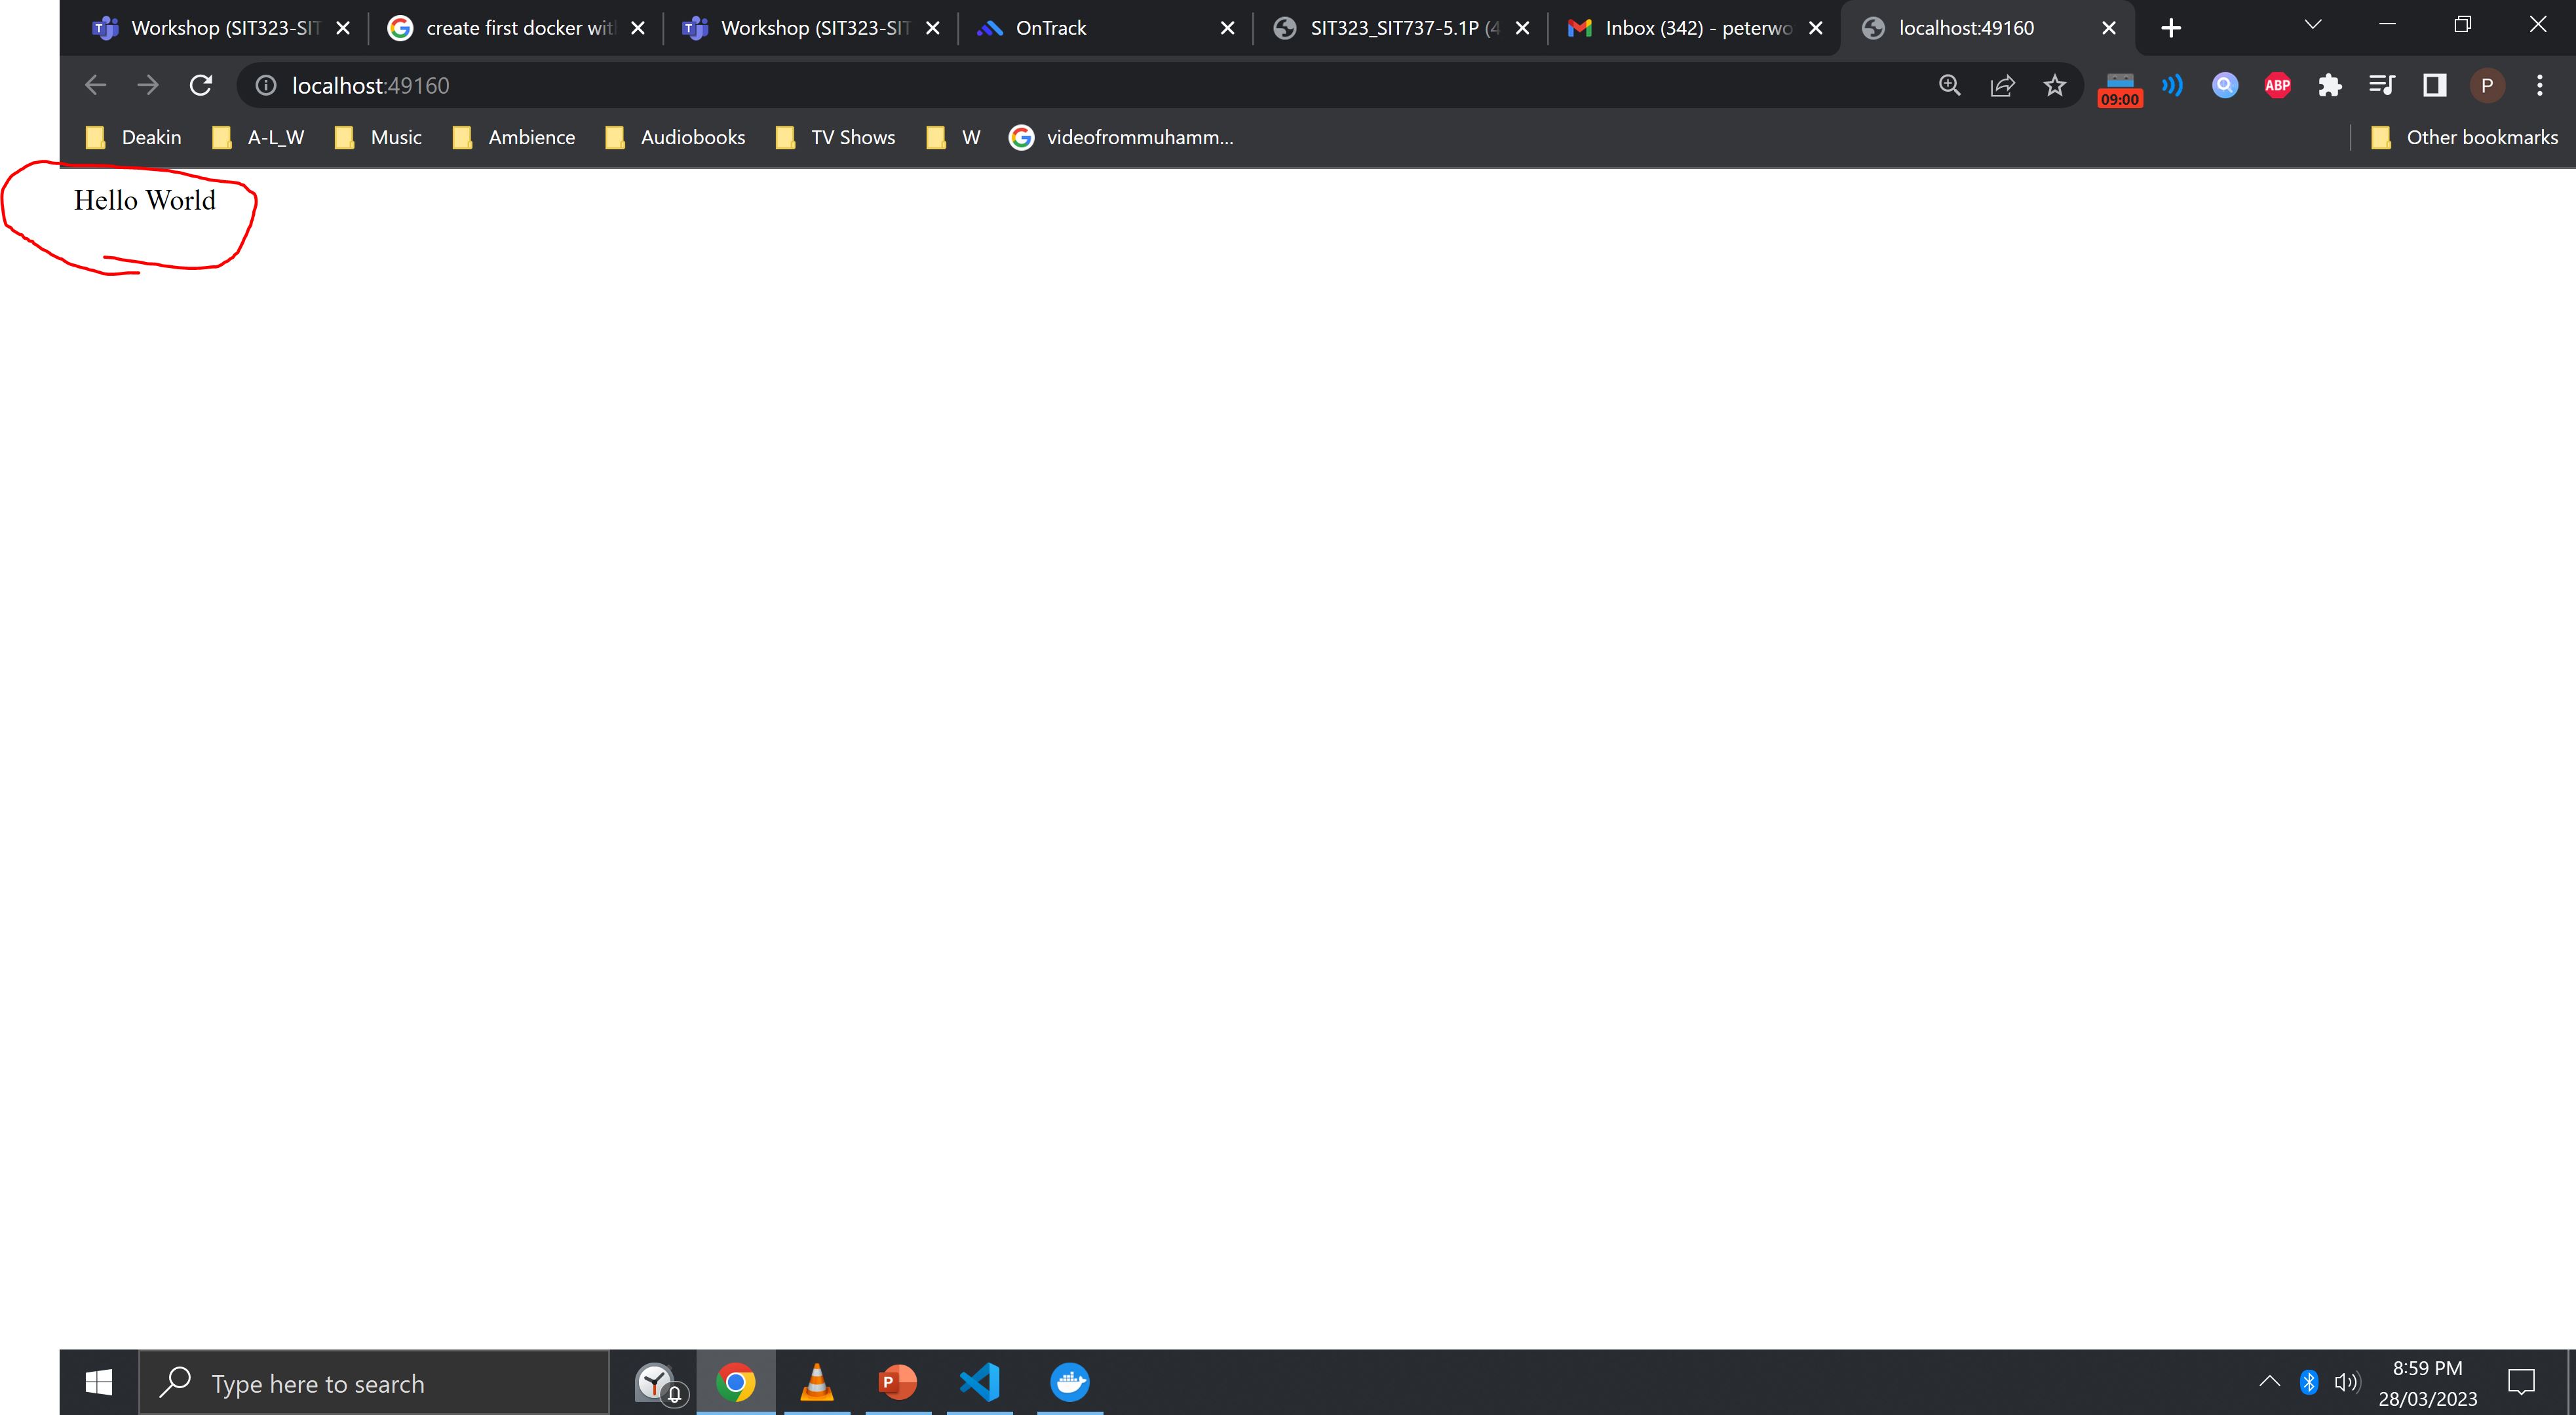 Workshop (SIT323-SIT
create first docker wit
Workshop (SIT323-SIT
OnTrack
SIT323_SIT737-5.1P (4
Inbox (342) - peterwo
localhost:49160
localhost:49160
09:00
ABP
P
Deakin
A-L_W
Music
Ambience
Audiobooks
TV Shows
W
videofrommuhamm...
Other bookmarks
Hello World
Type here to search
P
8:59 PM
28/03/2023